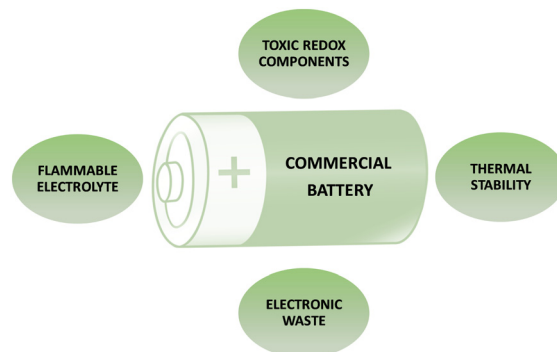 TOXIC REDOX
COMPONENTS
FLAMMABLE
ELECTROLYTE
+
COMMERCIAL
BATTERY
THERMAL
STABILITY
ELECTRONIC
WASTE